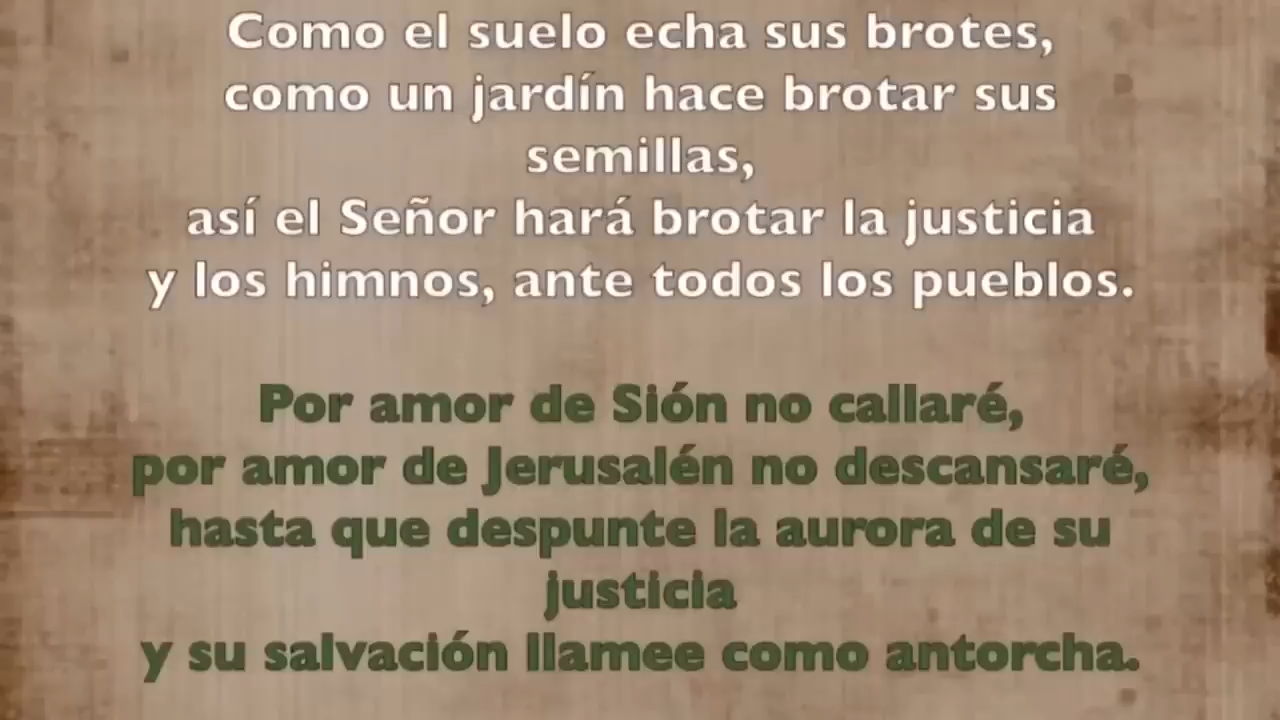 Como el suelo echa sus brotes,
como un jardín hace brotar sus
semillas,
así el Señor hará brotar la justicia
y los himnos, ante todos los pueblos.
Por amor de Sión no callaré,
por amor de Jerusalén no descansaré,
hasta que despunte la aurora de su
justicia
y su salvación llamee como antorcha.